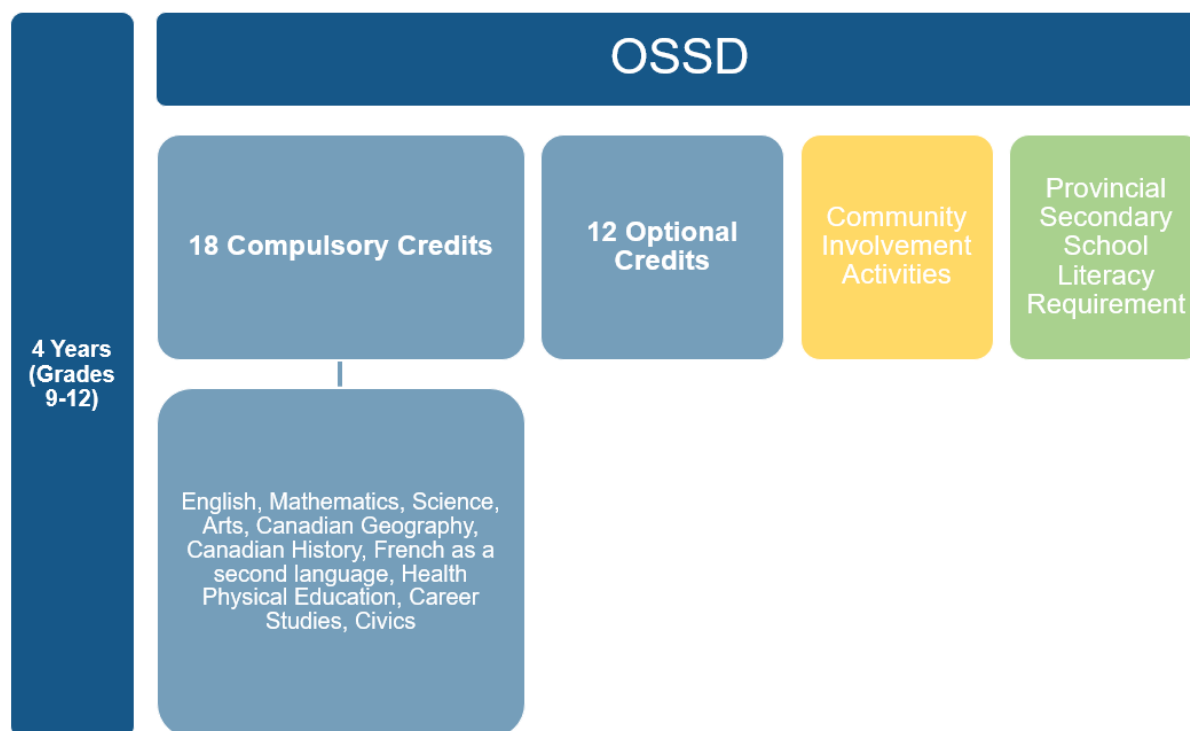 OSSD
4 Years
(Grades
9-12)
18 Compulsory Credits
12 Optional
Credits
Community
Involvement
Activities
Provincial
Secondary
School
Literacy
Requirement
English, Mathematics, Science,
Arts, Canadian Geography,
Canadian History, French as a
second language, Health
Physical Education, Career
Studies, Civics